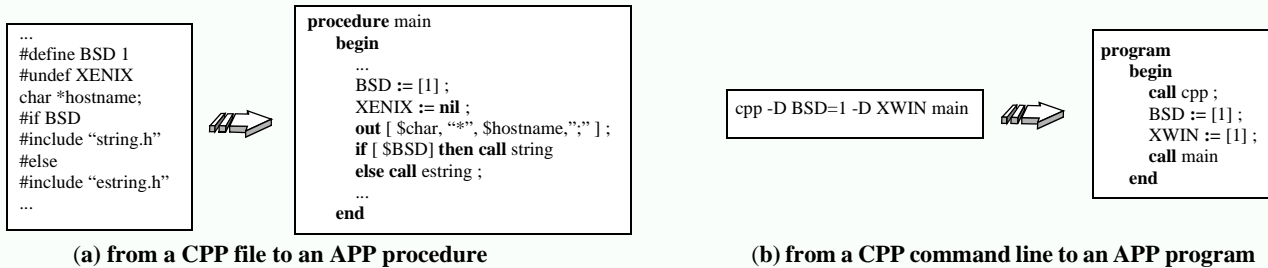 ...
#define BSD 1
#undef XENIX
char *hostname;
#if BSD
#include “string.h”
#else
#include “estring.h”
...
procedure main
begin
...
BSD := [1] ;
XENIX := nil ;
out [ $char, “*”, $hostname,”;” ] ;
if [ $BSD] then call string
else call estring ;
...
end
(a) from a CPP file to an APP procedure
cpp -D BSD=1 -D XWIN main
program
begin
call cpp ;
BSD := [1] ;
XWIN := [1] ;
call main
end
(b) from a CPP command line to an APP program